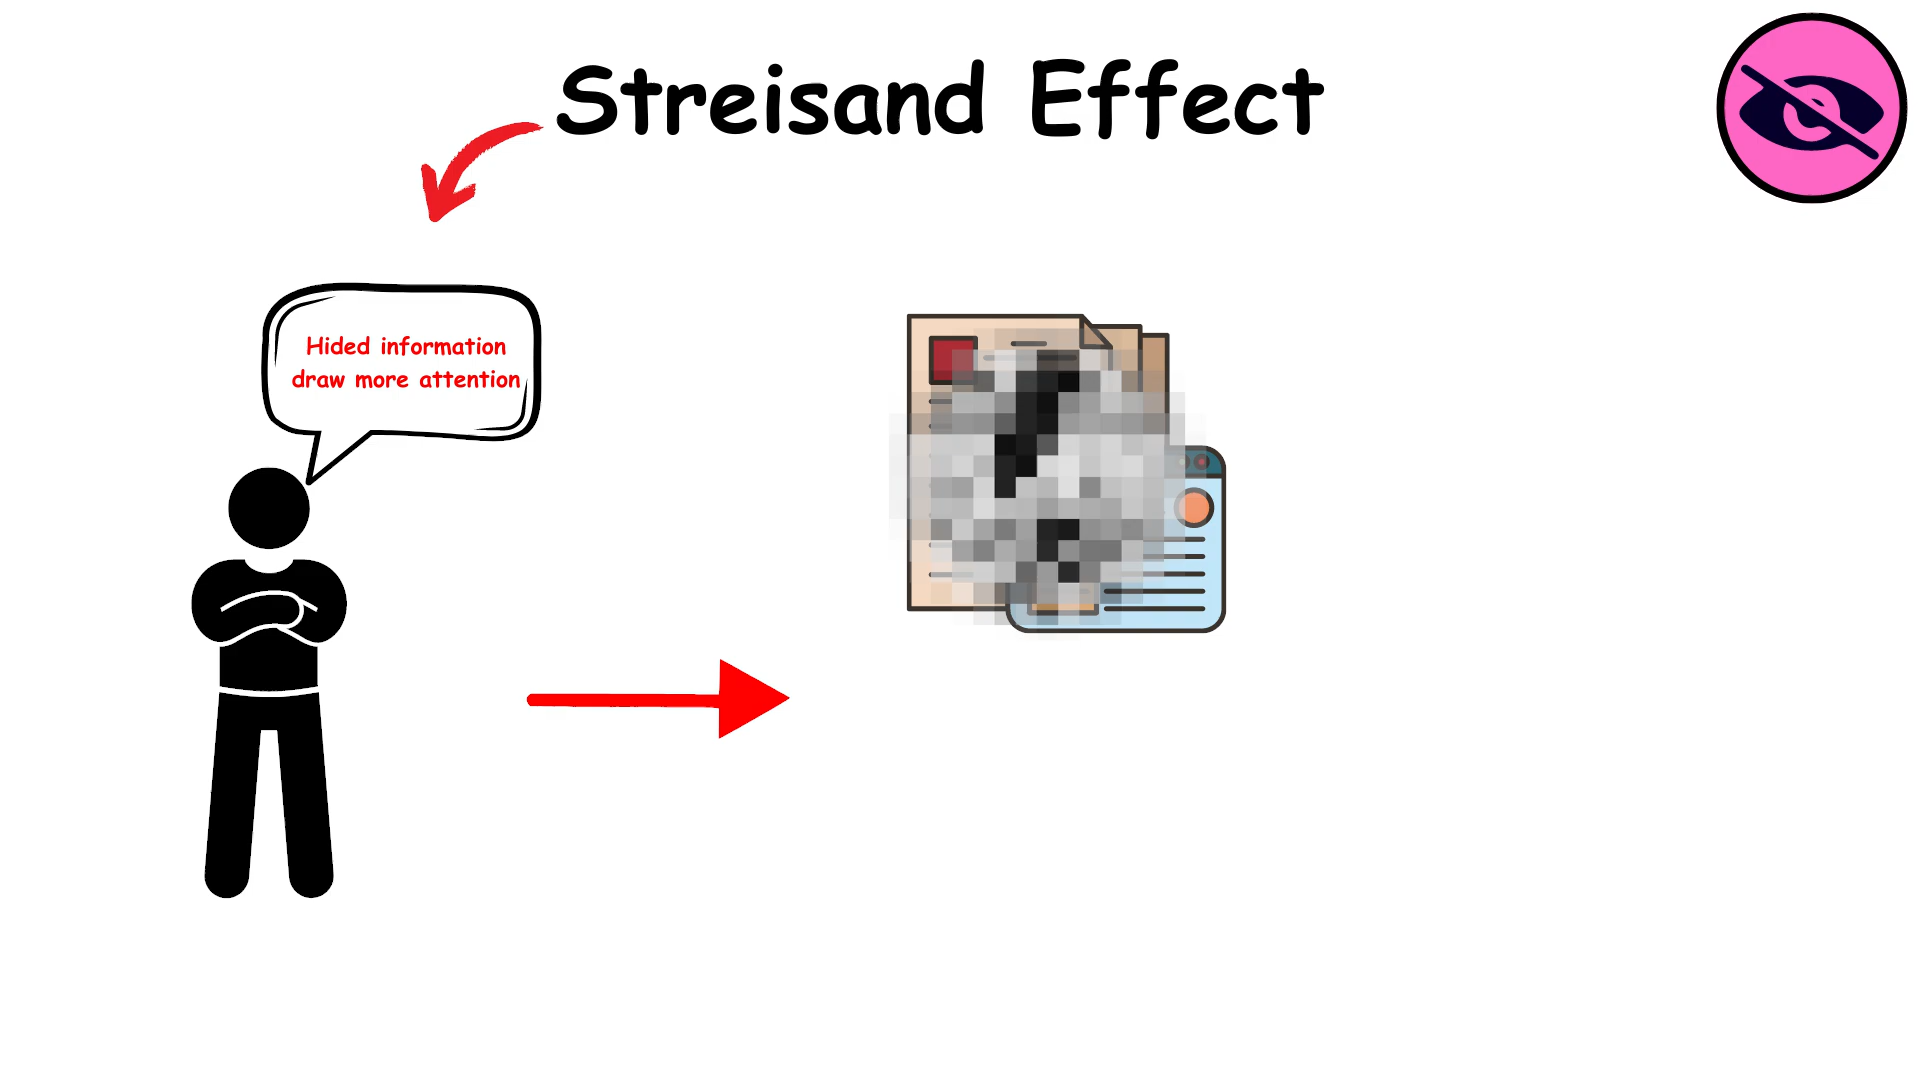 Streisand Effect
Hided information
draw more attention